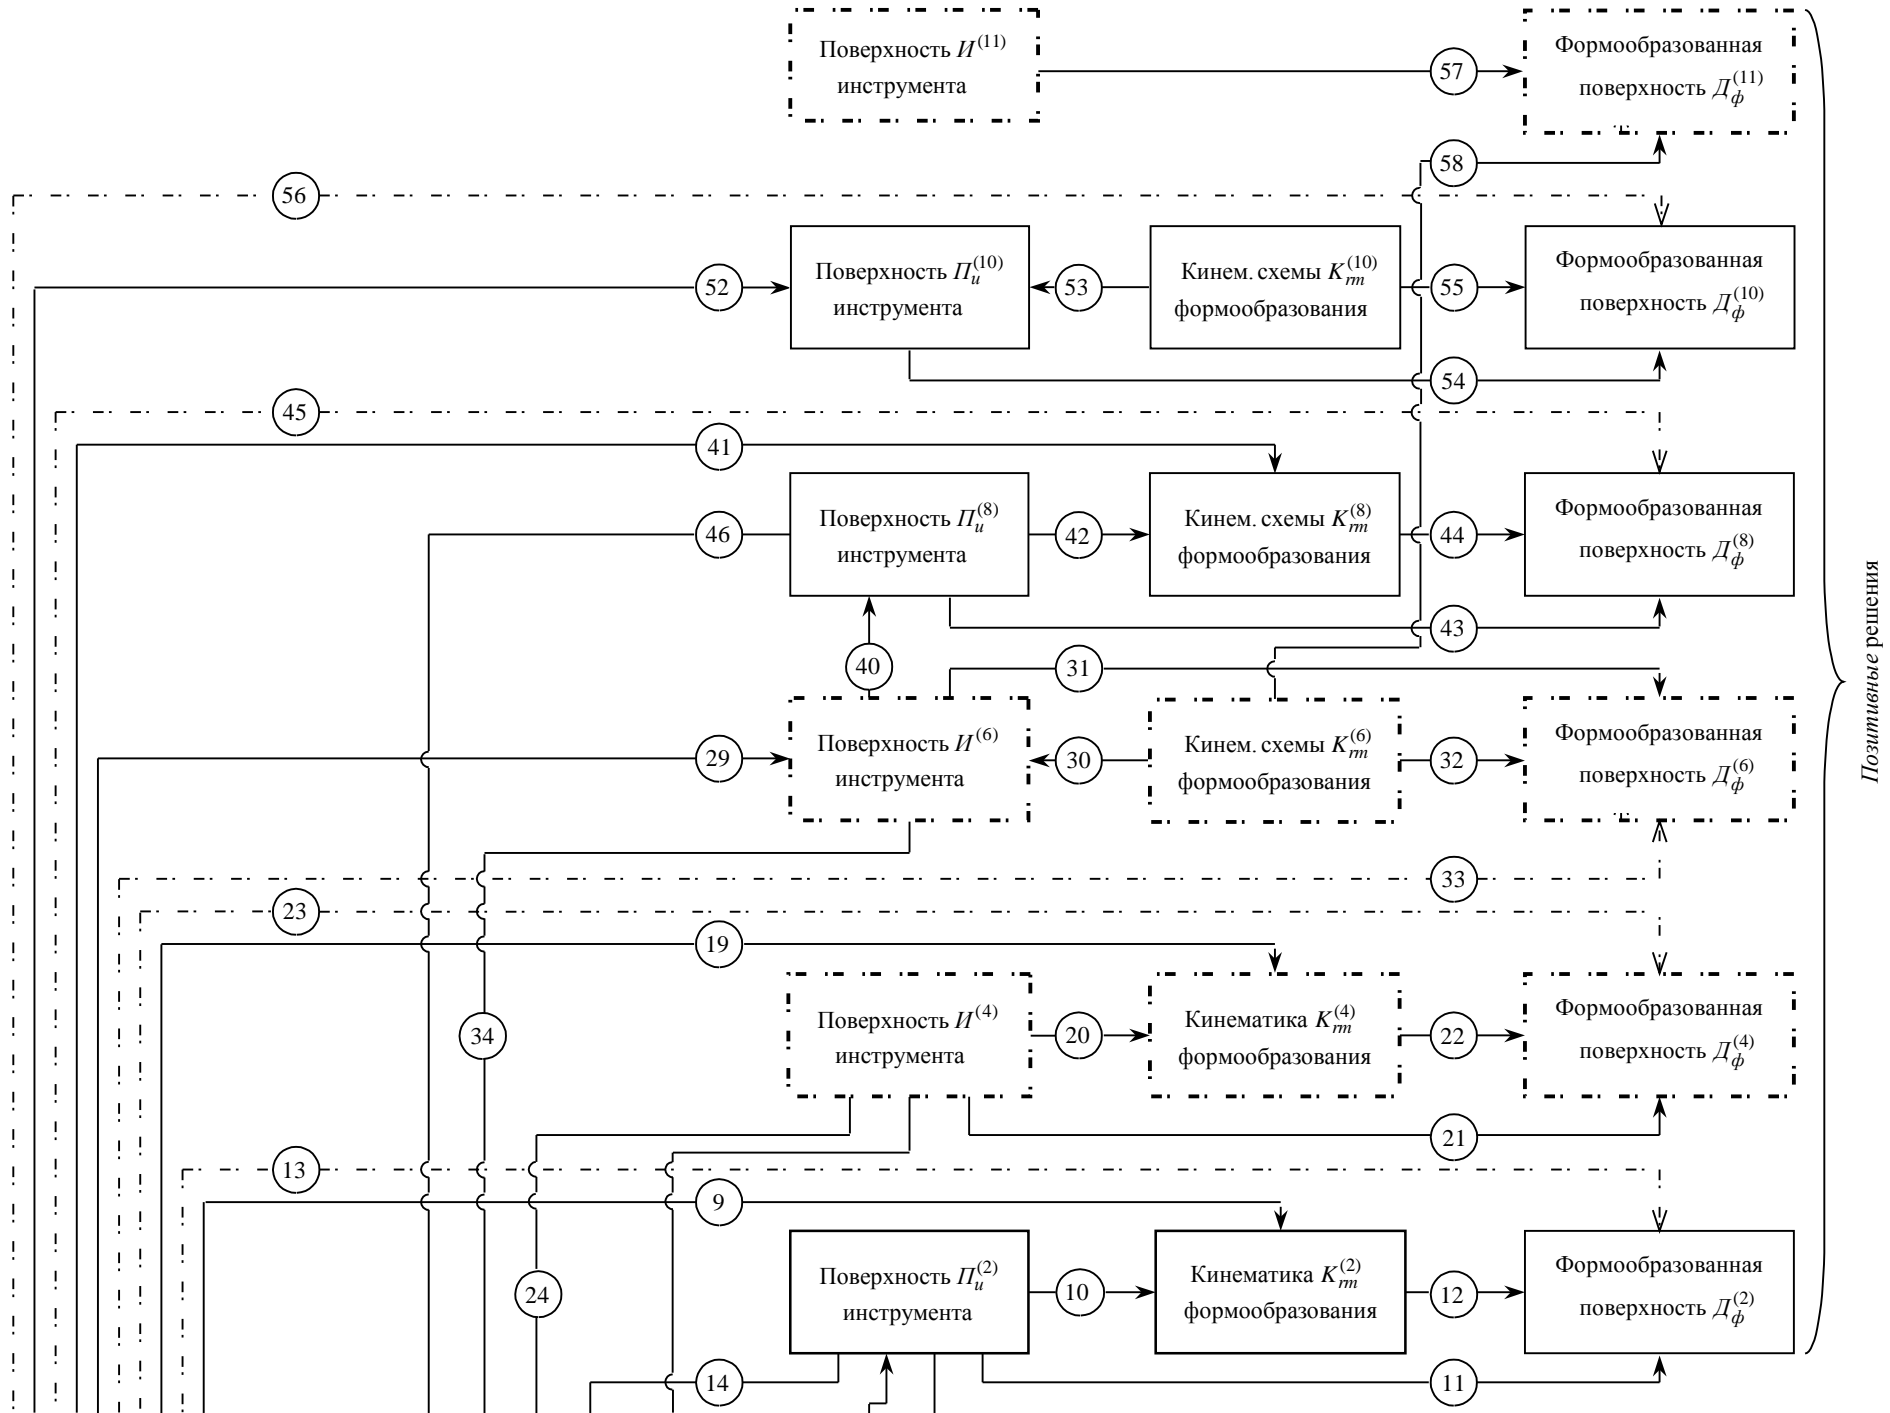 Поверхность И^(11)
инструмента
57
Формообразованная
поверхность Д_ф^(11)
58
56
52
Поверхность П_и^(10)
инструмента
53
Кинем. схемы K_rm^(10)
формообразования
55
Формообразованная
поверхность Д_ф^(10)
54
45
41
46
Поверхность П_и^(8)
инструмента
42
Кинем. схемы K_rm^(8)
формообразования
44
Формообразованная
поверхность Д_ф^(8)
43
40
31
29
Поверхность И^(6)
инструмента
30
Кинем. схемы K_rm^(6)
формообразования
32
Формообразованная
поверхность Д_ф^(6)
Позитивные решения
33
23
19
34
Поверхность И^(4)
инструмента
20
Кинематика K_rm^(4)
формообразования
22
Формообразованная
поверхность Д_ф^(4)
21
13
9
24
Поверхность П_и^(2)
инструмента
10
Кинематика K_rm^(2)
формообразования
12
Формообразованная
поверхность Д_ф^(2)
14
11